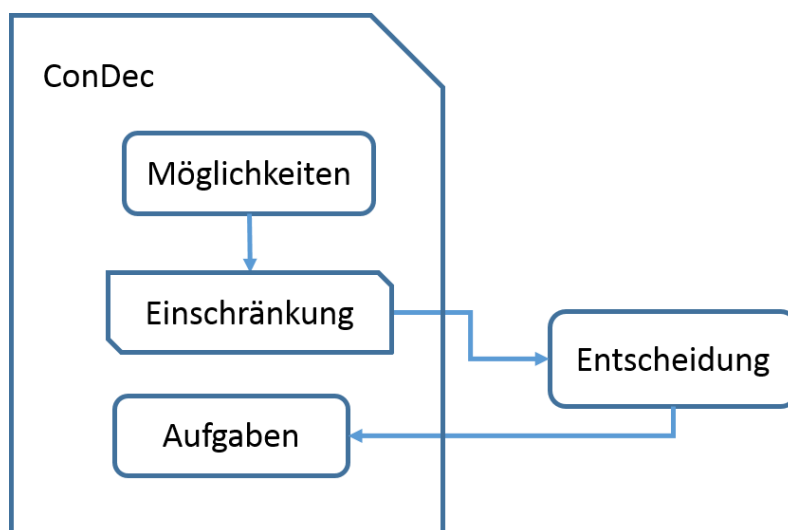 ConDec
Möglichkeiten
Einschränkung
Entscheidung
Aufgaben